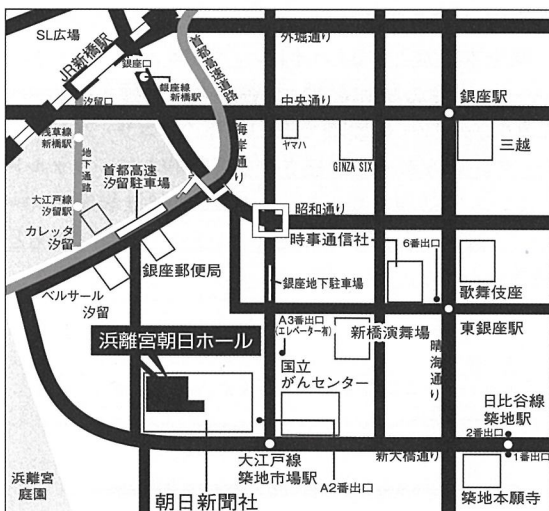 SL広場
JR新橋駅
銀座口
銀座線
新橋駅
首都高速道路
外堀通り
汐留口
浅草線
新橋駅
地下通路
中央通り
銀座駅
ヤマハ
GINZA SIX
三越
海岸通り
首都高速
汐留駐車場
大江戸線
汐留駅
カレッタ
汐留
昭和通り
時事通信社
6番出口
銀座郵便局
銀座地下駐車場
歌舞伎座
ベルサール
汐留
A3番出口
(エレベーター有)
新橋演舞場
東銀座駅
晴海通り
浜離宮朝日ホール
国立
がんセンター
日比谷線
築地駅
2番出口
新大橋通り
1番出口
大江戸線
築地市場駅
A2番出口
浜離宮
庭園
朝日新聞社
築地本願寺